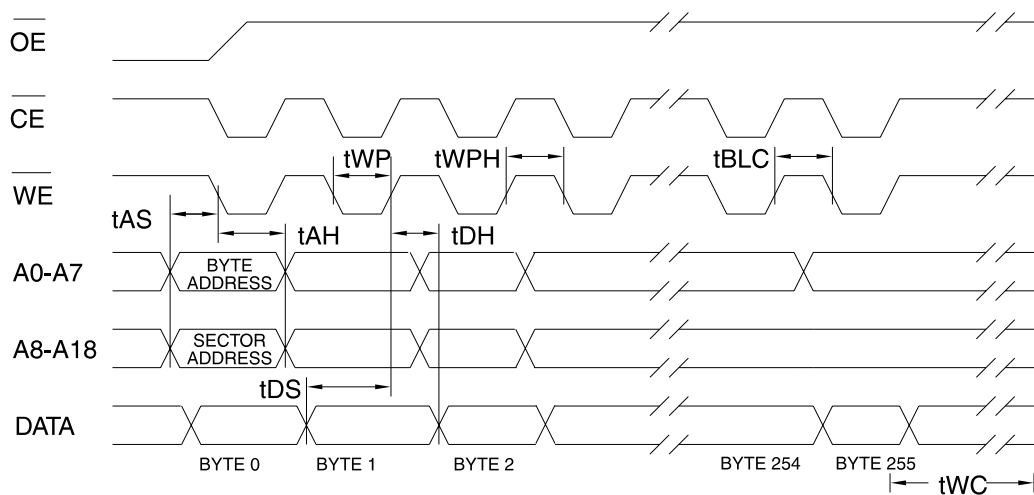 OE
CE
tWP tWPH tBLC
WE
tAS
tAH tDH
A0-A7 BYTE ADDRESS
A8-A18 SECTOR ADDRESS
tDS
DATA
BYTE 0 BYTE 1 BYTE 2 BYTE 254 BYTE 255
tWC